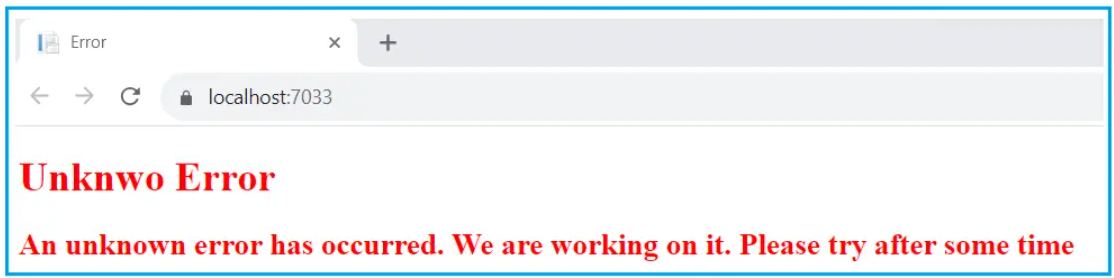 Error
localhost:7033
Unknwo Error
An unknown error has occurred. We are working on it. Please try after some time